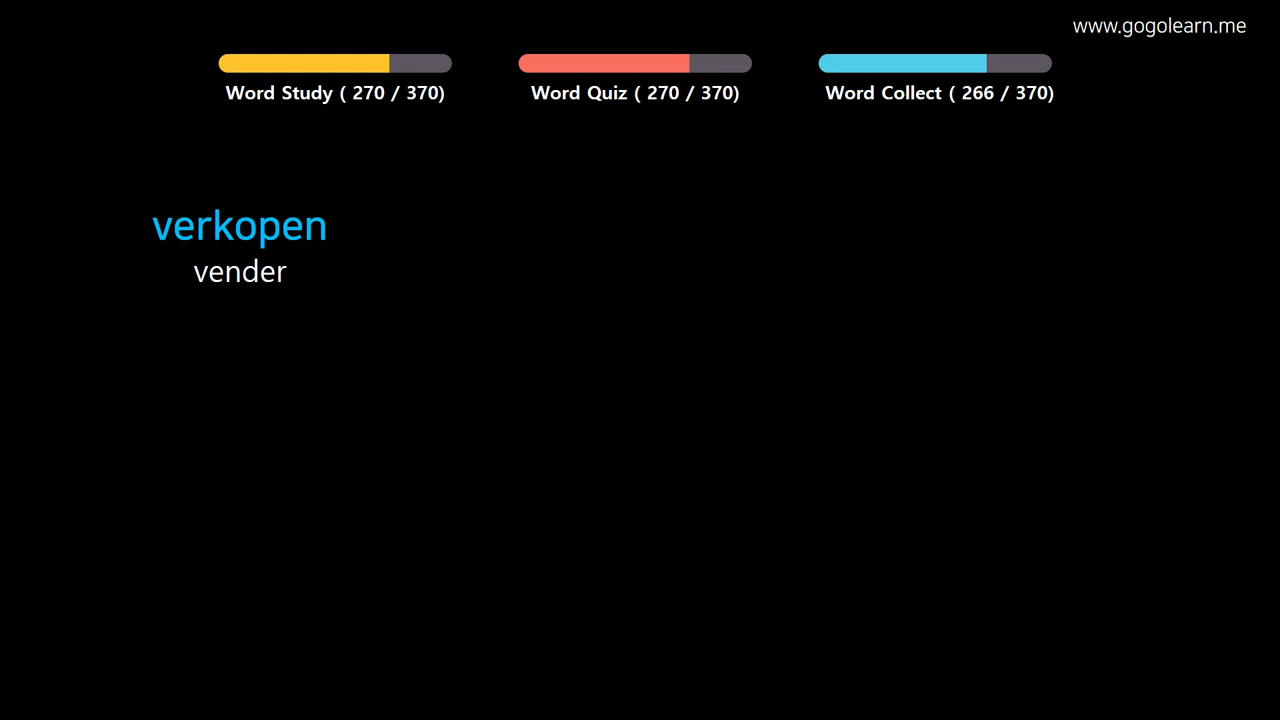 www.gogolearn.me
Word Study ( 270 / 370)
Word Quiz ( 270 / 370)
Word Collect ( 266 / 370)
verkopen
vender